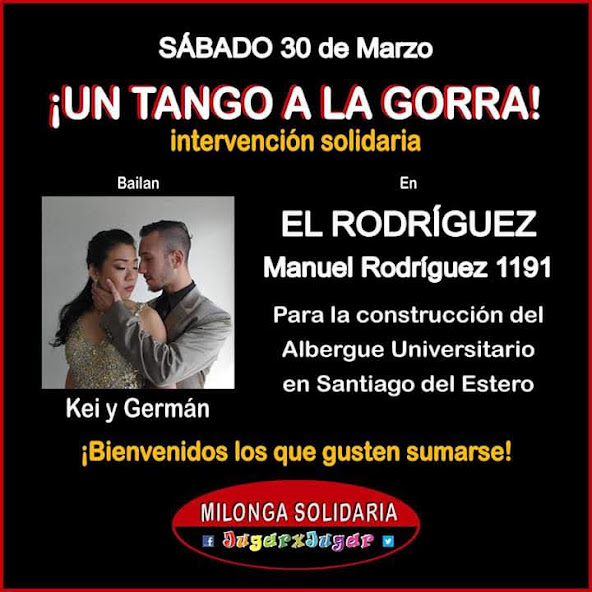 SÁBADO 30 de Marzo
¡UN TANGO A LA GORRA!
intervención solidaria
Bailan
Kei y Germán
En
EL RODRÍGUEZ
Manuel Rodríguez 1191
Para la construcción del
Albergue Universitario
en Santiago del Estero
¡Bienvenidos los que gusten sumarse!
MILONGA SOLIDARIA
JugarxJugar